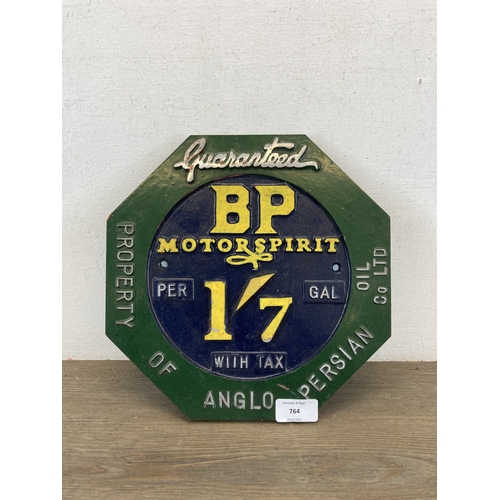 Guaranteed
BP
MOTORSPIRIT
PER
1/7
GAL
WITH TAX
PROPERTY
OF
ANGLO
PERSIAN
OIL
Co LTD
764